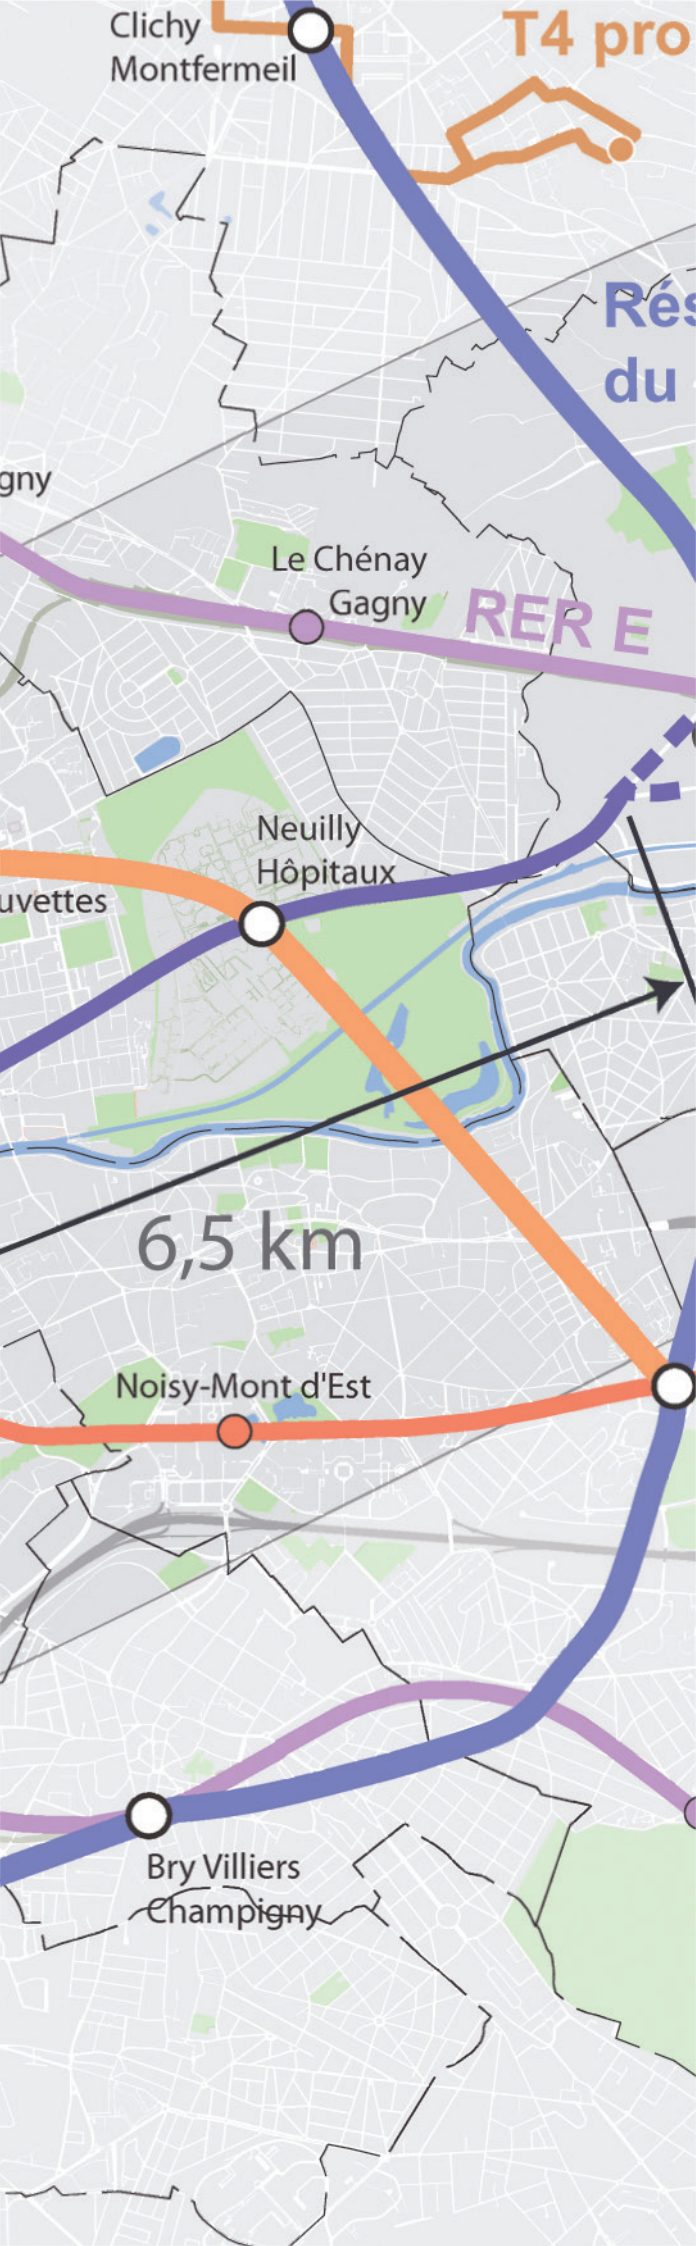 Clichy
Montfermeil
T4 pro
Rés
du
gny
Le Chénay
Gagny
RER E
Neuilly
Hôpitaux
uvettes
6,5 km
Noisy-Mont d'Est
Bry Villiers
Champigny